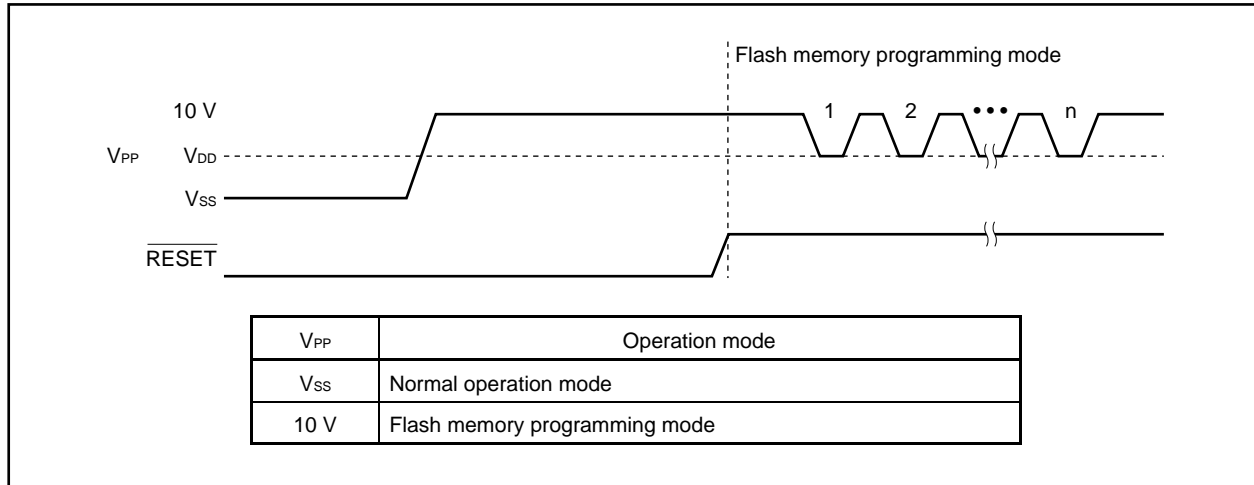 Flash memory programming mode
10 V
1 2 ••• n
VPP VDD
VSS
RESET
VPP Operation mode
VSS Normal operation mode
10 V Flash memory programming mode